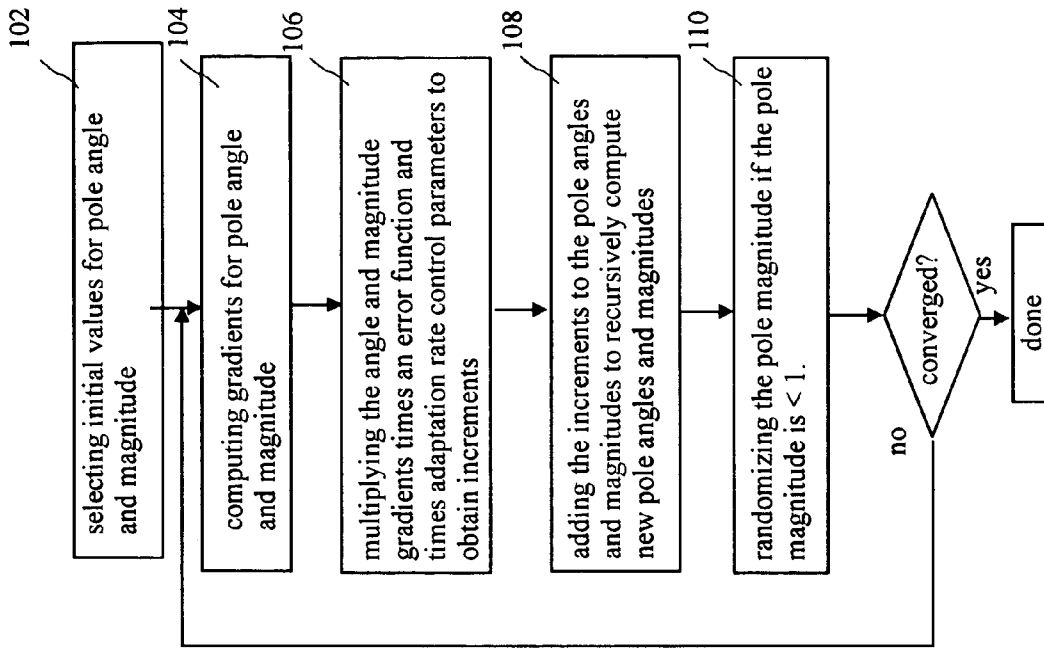 102
selecting initial values for pole angle
and magnitude
104
computing gradients for pole angle
and magnitude
106
multiplying the angle and magnitude
gradients times an error function and
times adaptation rate control parameters to
obtain increments
108
adding the increments to the pole angles
and magnitudes to recursively compute
new pole angles and magnitudes
110
randomizing the pole magnitude if the pole
magnitude is < 1.
no
converged?
yes
done